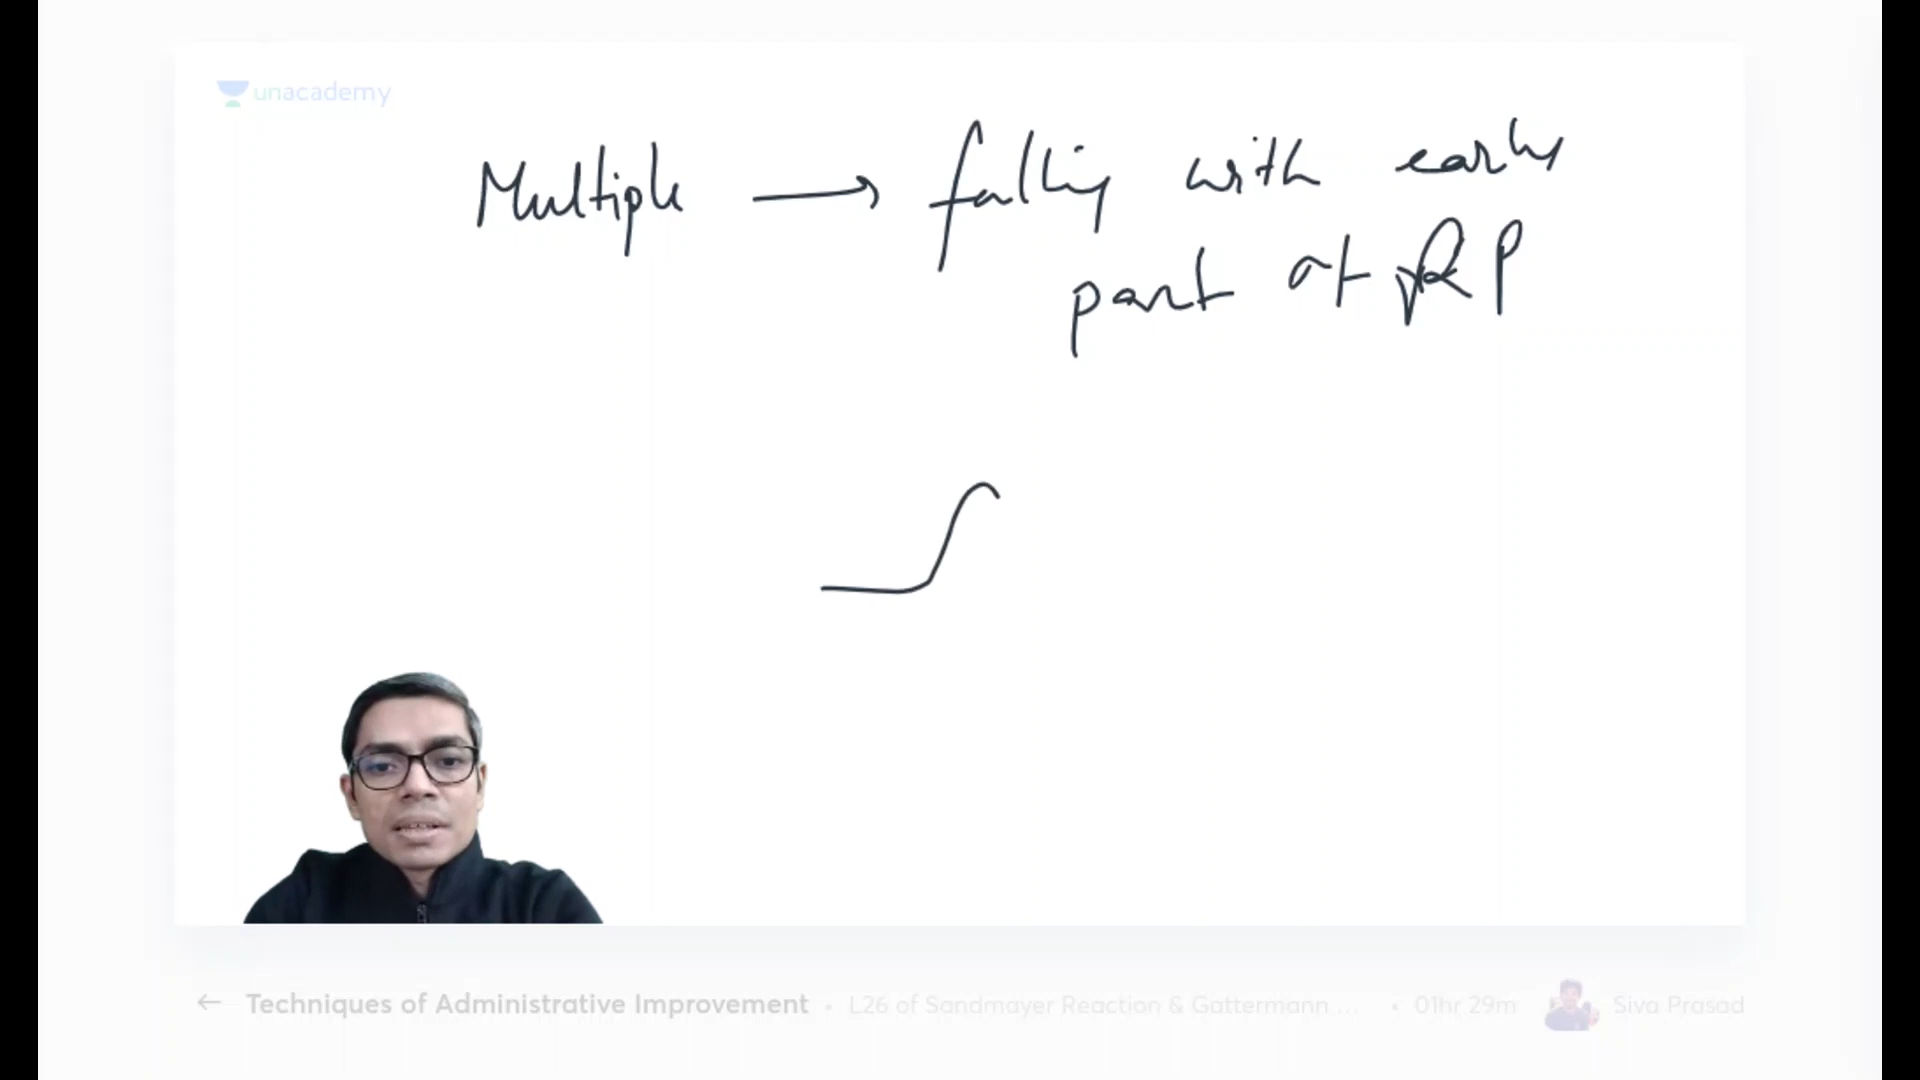 unacademy
Multiple → falling with early
part of RP
Techniques of Administrative Improvement • L26 of Sandmayer Reaction & Gattermann ... • 01hr 29m Siva Prasad